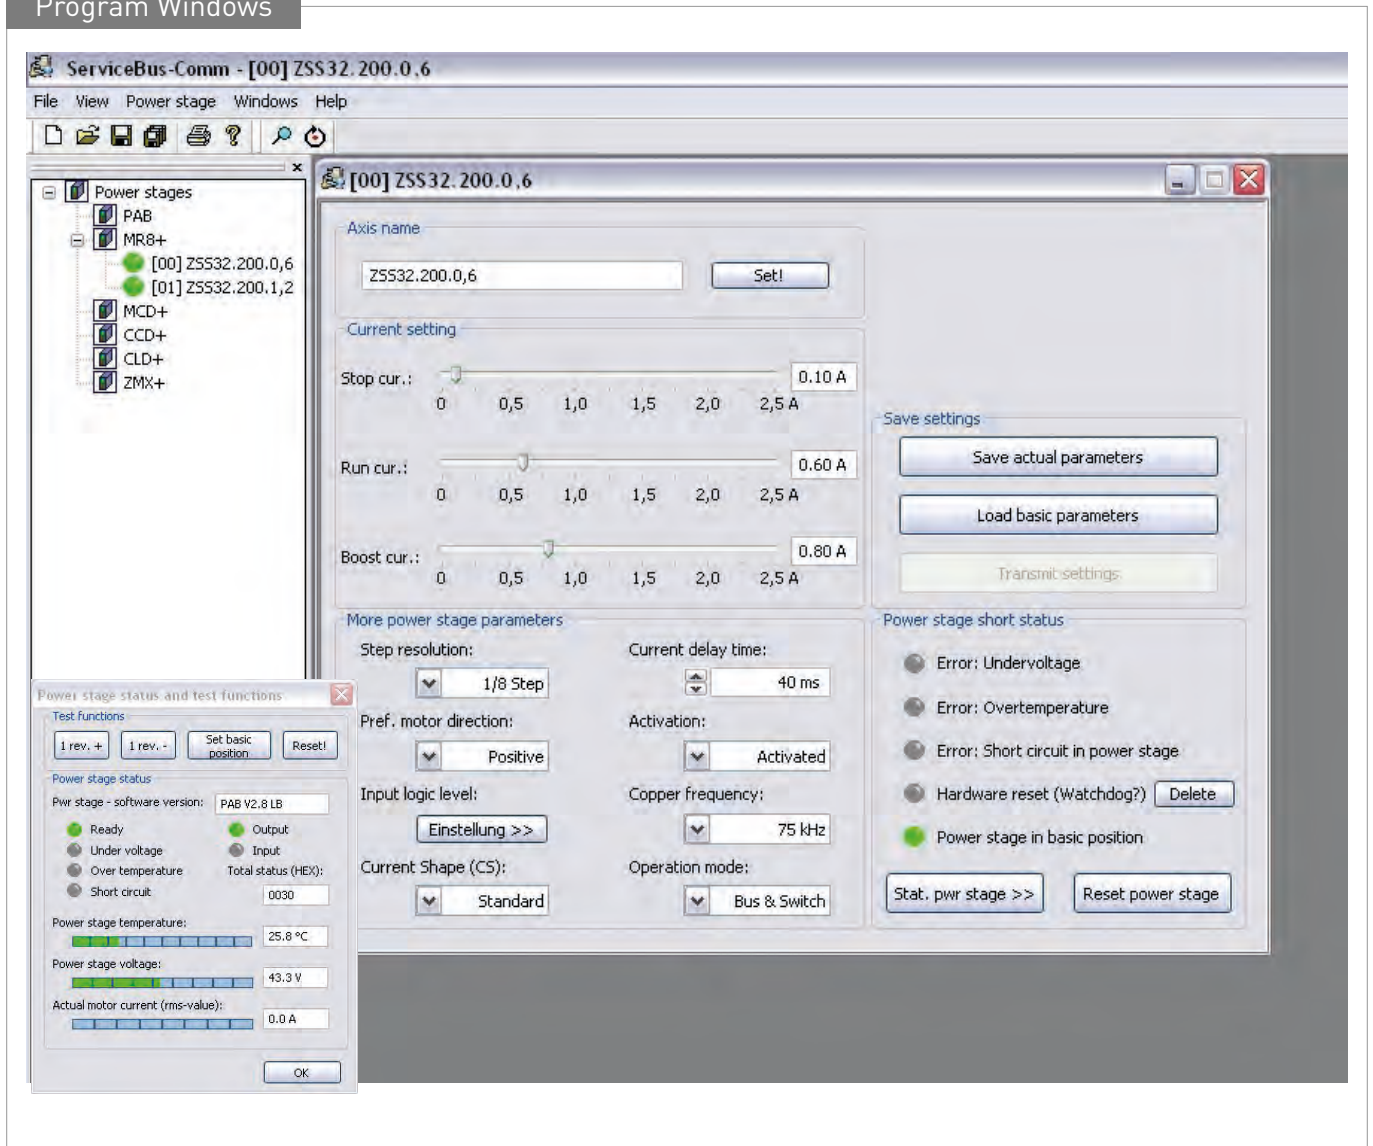 Program Windows
ServiceBus-Comm - [00] ZSS32.200.0,6
File View Power stage Windows Help
Power stages
PAB
MR8+
[00] ZSS32.200.0,6
[01] ZSS32.200.1,2
MCD+
CCD+
CLD+
ZMX+
[00] ZSS32.200.0,6
Axis name
ZSS32.200.0,6 Set!
Current setting
Stop cur.: 0.10 A
0 0,5 1,0 1,5 2,0 2,5 A
Run cur.: 0.60 A
0 0,5 1,0 1,5 2,0 2,5 A
Boost cur.: 0.80 A
0 0,5 1,0 1,5 2,0 2,5 A
Save settings
Save actual parameters
Load basic parameters
Transmit settings
More power stage parameters
Step resolution: Current delay time:
1/8 Step 40 ms
Pref. motor direction: Activation:
Positive Activated
Input logic level: Copper frequency:
Einstellung >> 75 kHz
Current Shape (CS): Operation mode:
Standard Bus & Switch
Power stage short status
Error: Undervoltage
Error: Overtemperature
Error: Short circuit in power stage
Hardware reset (Watchdog?) Delete
Power stage in basic position
Stat. pwr stage >> Reset power stage
Power stage status and test functions
Test functions
1 rev. + 1 rev. - Set basic position Reset!
Power stage status
Pwr stage - software version: PAB V2.8 LB
Ready Output
Under voltage Input
Over temperature Total status (HEX):
Short circuit 0030
Power stage temperature:
25.8 °C
Power stage voltage:
43.3 V
Actual motor current (rms-value):
0.0 A
OK